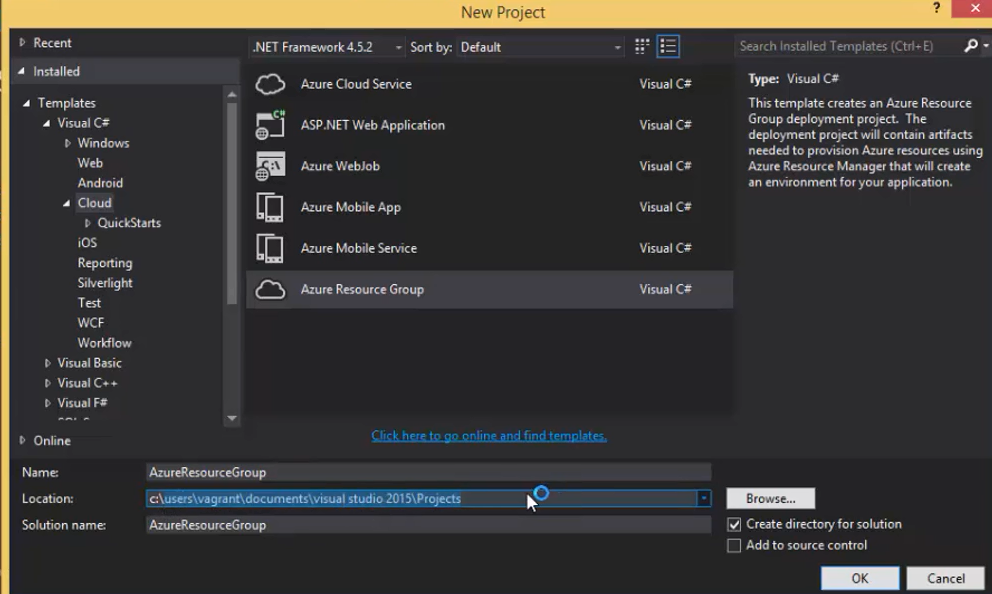 New Project
?
Recent
.NET Framework 4.5.2
Sort by:
Default
Search Installed Templates (Ctrl+E)
Installed
Templates
Visual C#
Windows
Web
Android
Cloud
QuickStarts
iOS
Reporting
Silverlight
Test
WCF
Workflow
Visual Basic
Visual C++
Visual F#
Online
Azure Cloud Service Visual C#
ASP.NET Web Application Visual C#
Azure WebJob Visual C#
Azure Mobile App Visual C#
Azure Mobile Service Visual C#
Azure Resource Group Visual C#
Click here to go online and find templates.
Type: Visual C#
This template creates an Azure Resource
Group deployment project. The
deployment project will contain artifacts
needed to provision Azure resources using
Azure Resource Manager that will create
an environment for your application.
Name: AzureResourceGroup
Location: c:\users\vagrant\documents\visual studio 2015\Projects
Browse...
Solution name: AzureResourceGroup
Create directory for solution
Add to source control
OK
Cancel